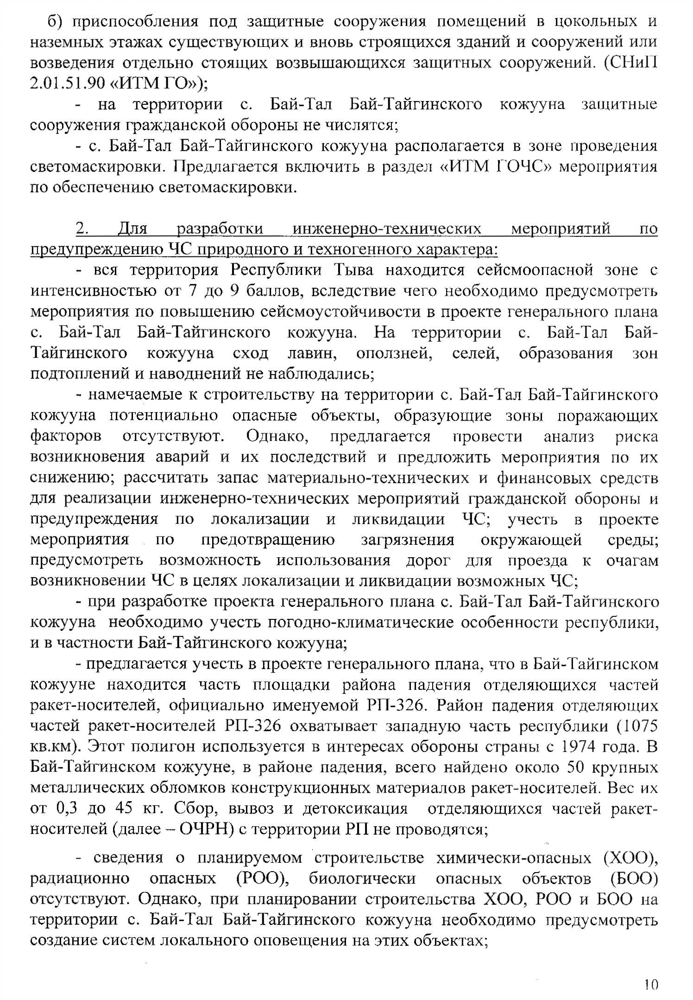 б) приспособления под защитные сооружения помещений в цокольных и
наземных этажах существующих и вновь строящихся зданий и сооружений или
возведения отдельно стоящих возвышающихся защитных сооружений. (СНиП
2.01.51.90 «ИТМ ГО»);
- на территории с. Бай-Тал Бай-Тайгинского кожууна защитные
сооружения гражданской обороны не числятся;
- с. Бай-Тал Бай-Тайгинского кожууна располагается в зоне проведения
светомаскировки. Предлагается включить в раздел «ИТМ ГОЧС» мероприятия
по обеспечению светомаскировки.
2. Для разработки инженерно-технических мероприятий по
предупреждению ЧС природного и техногенного характера:
- вся территория Республики Тыва находится сейсмоопасной зоне с
интенсивностью от 7 до 9 баллов, вследствие чего необходимо предусмотреть
мероприятия по повышению сейсмоустойчивости в проекте генерального плана
с. Бай-Тал Бай-Тайгинского кожууна. На территории с. Бай-Тал Бай-
Тайгинского кожууна сход лавин, оползней, селей, образования зон
подтоплений и наводнений не наблюдались;
- намечаемые к строительству на территории с. Бай-Тал Бай-Тайгинского
кожууна потенциально опасные объекты, образующие зоны поражающих
факторов отсутствуют. Однако, предлагается провести анализ риска
возникновения аварий и их последствий и предложить мероприятия по их
снижению; рассчитать запас материально-технических и финансовых средств
для реализации инженерно-технических мероприятий гражданской обороны и
предупреждения по локализации и ликвидации ЧС; учесть в проекте
мероприятия по предотвращению загрязнения окружающей среды;
предусмотреть возможность использования дорог для проезда к очагам
возникновении ЧС в целях локализации и ликвидации возможных ЧС;
- при разработке проекта генерального плана с. Бай-Тал Бай-Тайгинского
кожууна необходимо учесть погодно-климатические особенности республики,
и в частности Бай-Тайгинского кожууна;
- предлагается учесть в проекте генерального плана, что в Бай-Тайгинском
кожууне находится часть площадки района падения отделяющихся частей
ракет-носителей, официально именуемой РП-326. Район падения отделяющих
частей ракет-носителей РП-326 охватывает западную часть республики (1075
кв.км). Этот полигон используется в интересах обороны страны с 1974 года. В
Бай-Тайгинском кожууне, в районе падения, всего найдено около 50 крупных
металлических обломков конструкционных материалов ракет-носителей. Вес их
от 0,3 до 45 кг. Сбор, вывоз и детоксикация отделяющихся частей ракет-
носителей (далее – ОЧРН) с территории РП не проводятся;
- сведения о планируемом строительстве химически-опасных (ХОО),
радиационно опасных (РОО), биологически опасных объектов (БОО)
отсутствуют. Однако, при планировании строительства ХОО, РОО и БОО на
территории с. Бай-Тал Бай-Тайгинского кожууна необходимо предусмотреть
создание систем локального оповещения на этих объектах;
10